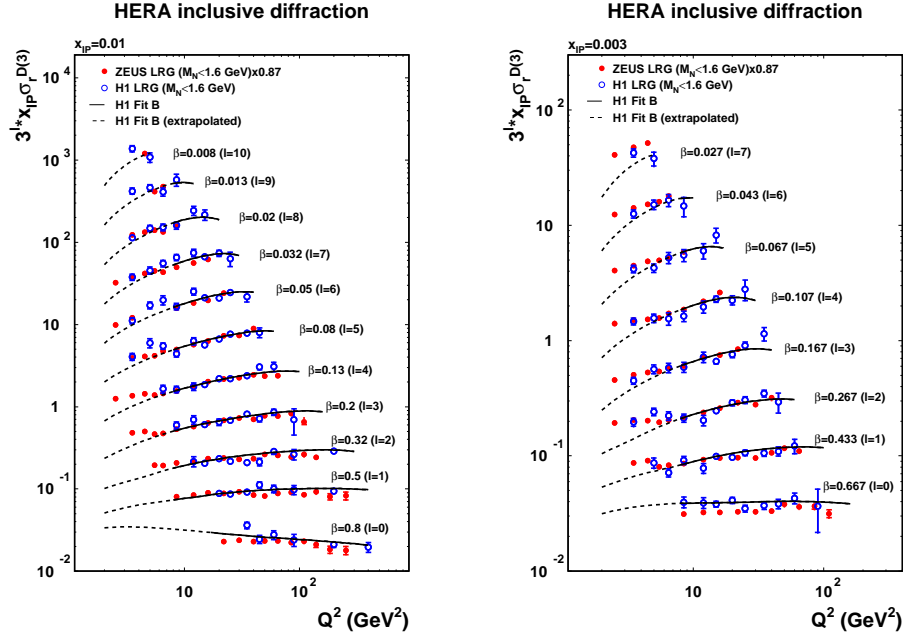 HERA inclusive diffraction
x_IP=0.01
3^l*x_IP σ_r^D(3)
ZEUS LRG (M_N<1.6 GeV)x0.87
H1 LRG (M_N<1.6 GeV)
H1 Fit B
H1 Fit B (extrapolated)
10^4
10^3
10^2
10
1
10^-1
10^-2
β=0.008 (l=10)
β=0.013 (l=9)
β=0.02 (l=8)
β=0.032 (l=7)
β=0.05 (l=6)
β=0.08 (l=5)
β=0.13 (l=4)
β=0.2 (l=3)
β=0.32 (l=2)
β=0.5 (l=1)
β=0.8 (l=0)
10 10^2
Q^2 (GeV^2)
HERA inclusive diffraction
x_IP=0.003
3^l*x_IP σ_r^D(3)
ZEUS LRG (M_N<1.6 GeV)x0.87
H1 LRG (M_N<1.6 GeV)
H1 Fit B
H1 Fit B (extrapolated)
10^2
10
1
10^-1
10^-2
β=0.027 (l=7)
β=0.043 (l=6)
β=0.067 (l=5)
β=0.107 (l=4)
β=0.167 (l=3)
β=0.267 (l=2)
β=0.433 (l=1)
β=0.667 (l=0)
10 10^2
Q^2 (GeV^2)